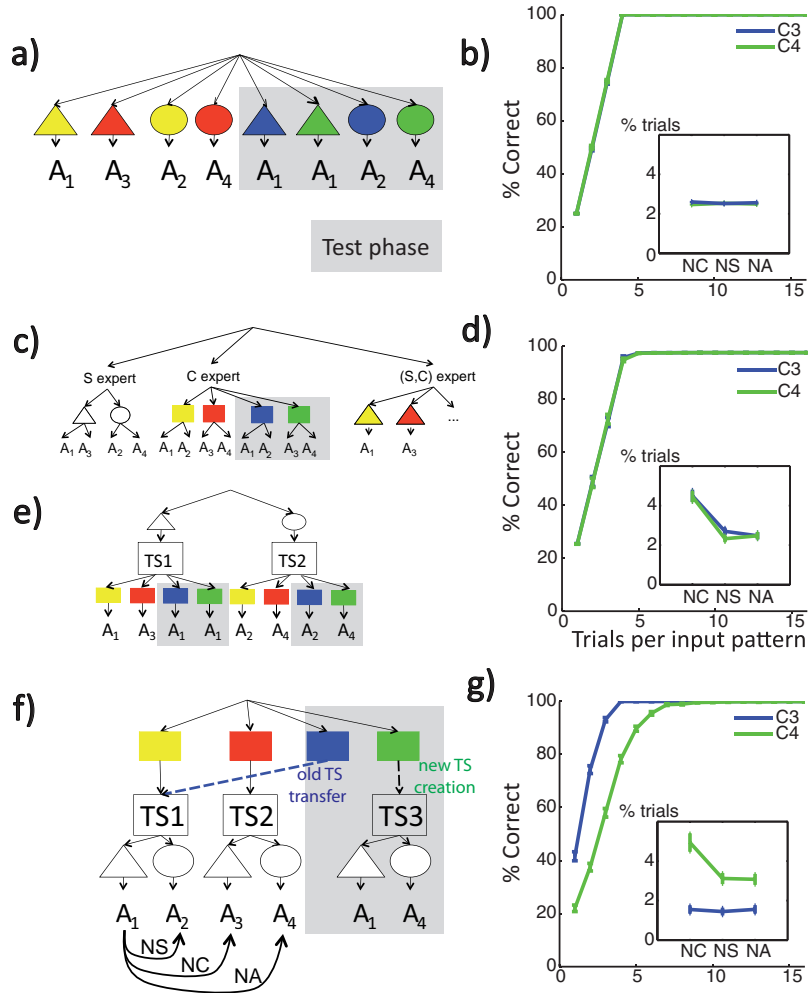 a)
A1 A3 A2 A4 A1 A1 A2 A4
Test phase
b)
% Correct
100
80
60
40
20
0
0 5 10 15
C3
C4
% trials
4
2
0
NC NS NA
c)
S expert C expert (S,C) expert
...
A1 A3 A2 A4 A1 A2 A3 A4 A1 A2 A3 A4 A1 A3
d)
% Correct
100
80
60
40
20
0
0 5 10 15
Trials per input pattern
C3
C4
% trials
4
2
0
NC NS NA
e)
TS1 TS2
A1 A3 A1 A1 A2 A4 A2 A4
f)
old TS
transfer
new TS
creation
TS1 TS2 TS3
A1 A2 A3 A4 A1 A4
NS
NC
NA
g)
% Correct
100
80
60
40
20
0
0 5 10 15
C3
C4
% trials
4
2
0
NC NS NA